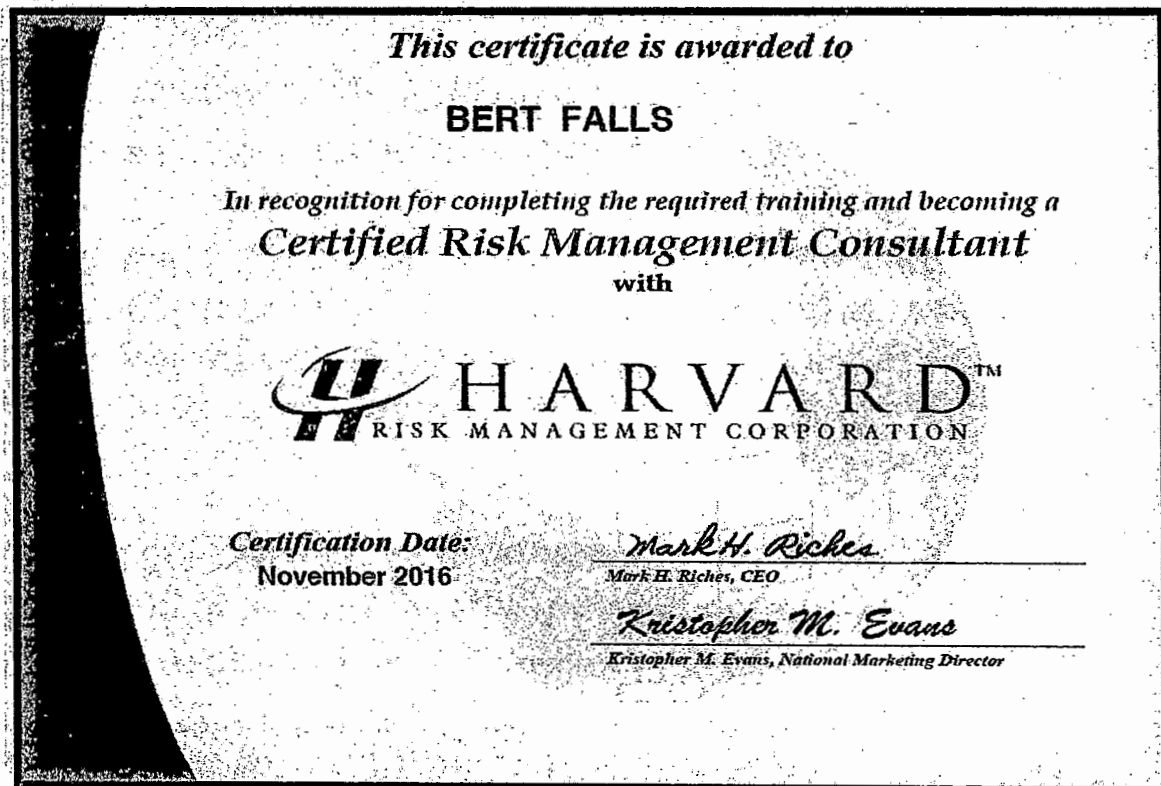 This certificate is awarded to
BERT FALLS
In recognition for completing the required training and becoming a
Certified Risk Management Consultant
with
H HARVARD™
RISK MANAGEMENT CORPORATION
Certification Date:
November 2016
Mark H. Riches
Mark H. Riches, CEO
Kristopher M. Evans
Kristopher M. Evans, National Marketing Director